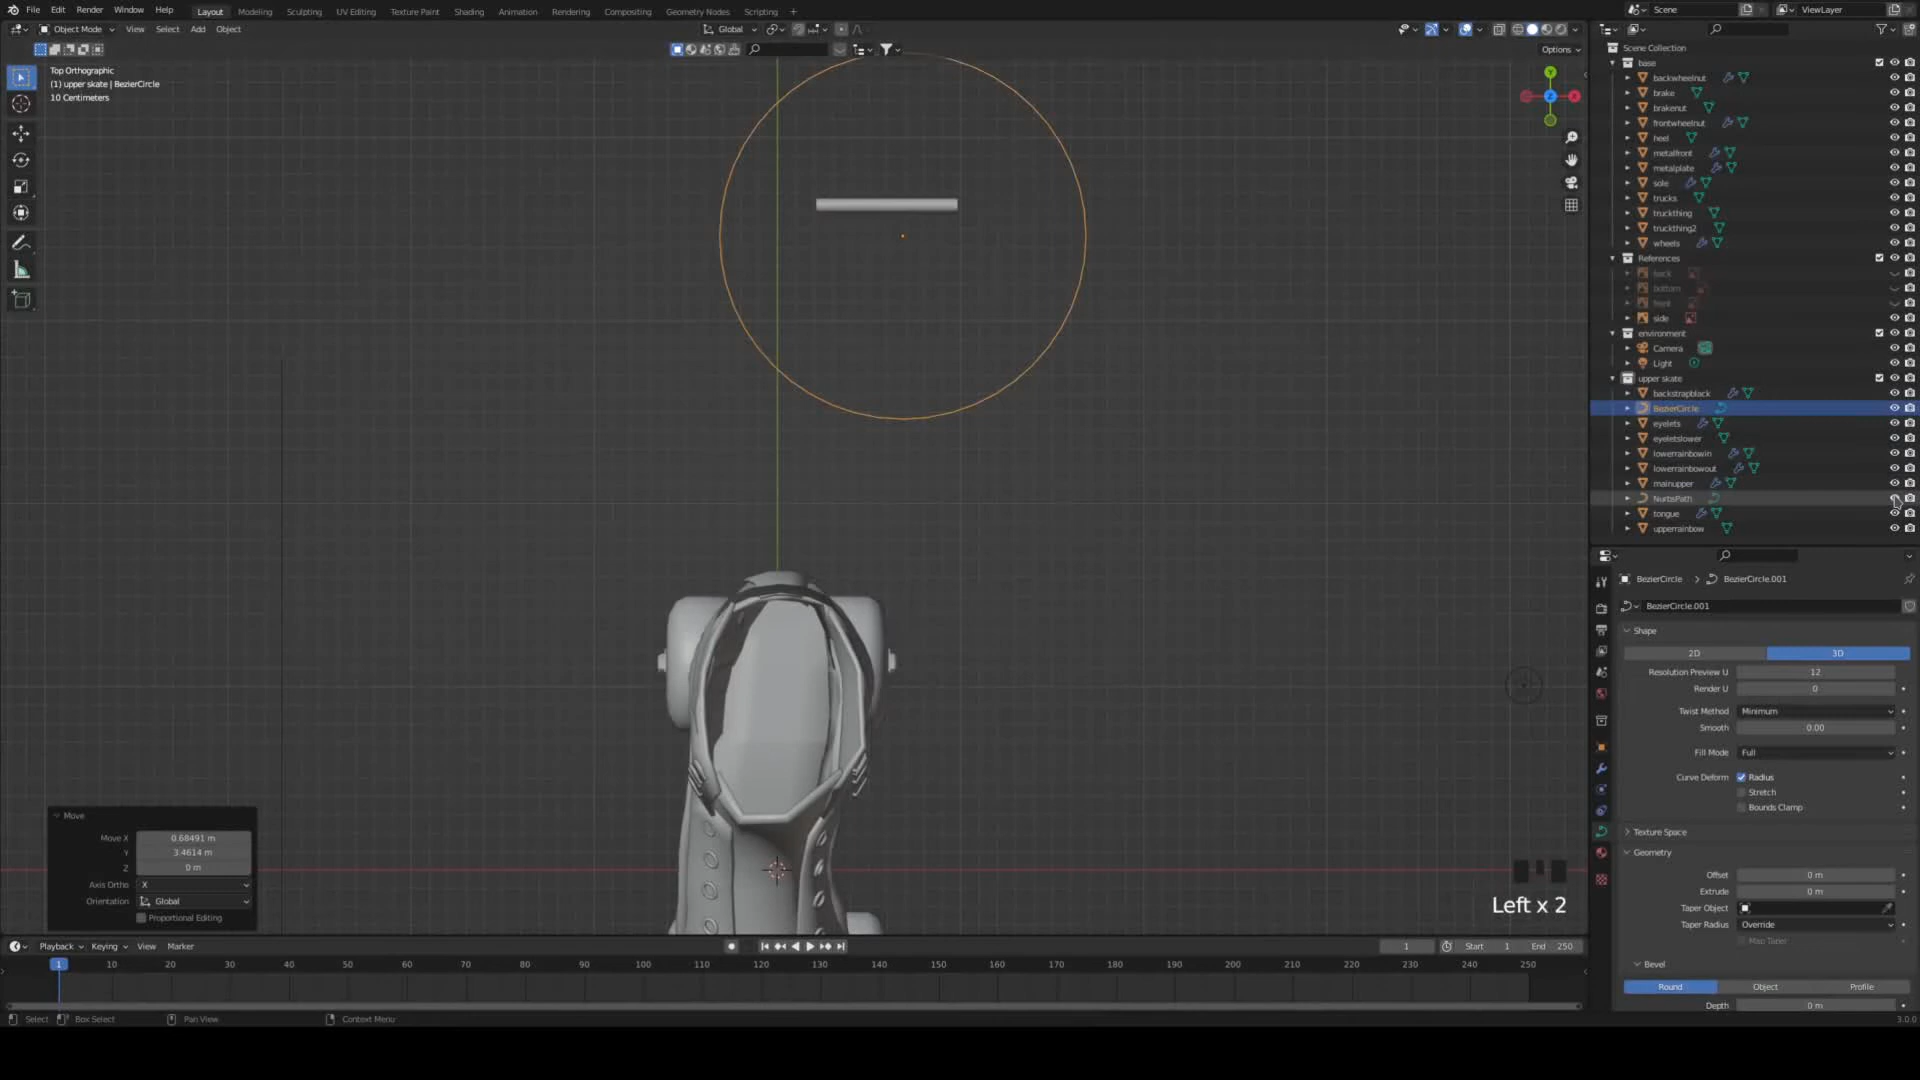 File Edit Render Window Help Layout Modeling Sculpting UV Editing Texture Paint Shading Animation Rendering Compositing Geometry Nodes Scripting + Scene ViewLayer
Object Mode View Select Add Object Global
Options
Top Orthographic
(1) upper skate | BezierCircle
10 Centimeters
Y
X
Z
Scene Collection
base
backwheelnut
brake
brakenut
frontwheelnut
heel
metalfront
metalplate
sole
trucks
truckthing
truckthing2
wheels
References
back
bottom
front
side
environment
Camera
Light
upper skate
backstrapblack
BezierCircle
eyelets
eyeletslower
lowerrainbowin
lowerrainbowout
mainupper
NurbsPath
tongue
upperrainbow
BezierCircle > BezierCircle.001
BezierCircle.001
Shape
2D 3D
Resolution Preview U 12
Render U 0
Twist Method Minimum
Smooth 0.00
Fill Mode Full
Curve Deform Radius
Stretch
Bounds Clamp
Texture Space
Geometry
Offset 0 m
Extrude 0 m
Taper Object
Taper Radius Override
Map Taper
Bevel
Round Object Profile
Depth 0 m
Move
Move X 0.68491 m
Y 3.4614 m
Z 0 m
Axis Ortho X
Orientation Global
Proportional Editing
Left x 2
Playback Keying View Marker 1 Start 1 End 250
1 10 20 30 40 50 60 70 80 90 100 110 120 130 140 150 160 170 180 190 200 210 220 230 240 250
Select Box Select Pan View Context Menu 3.0.0